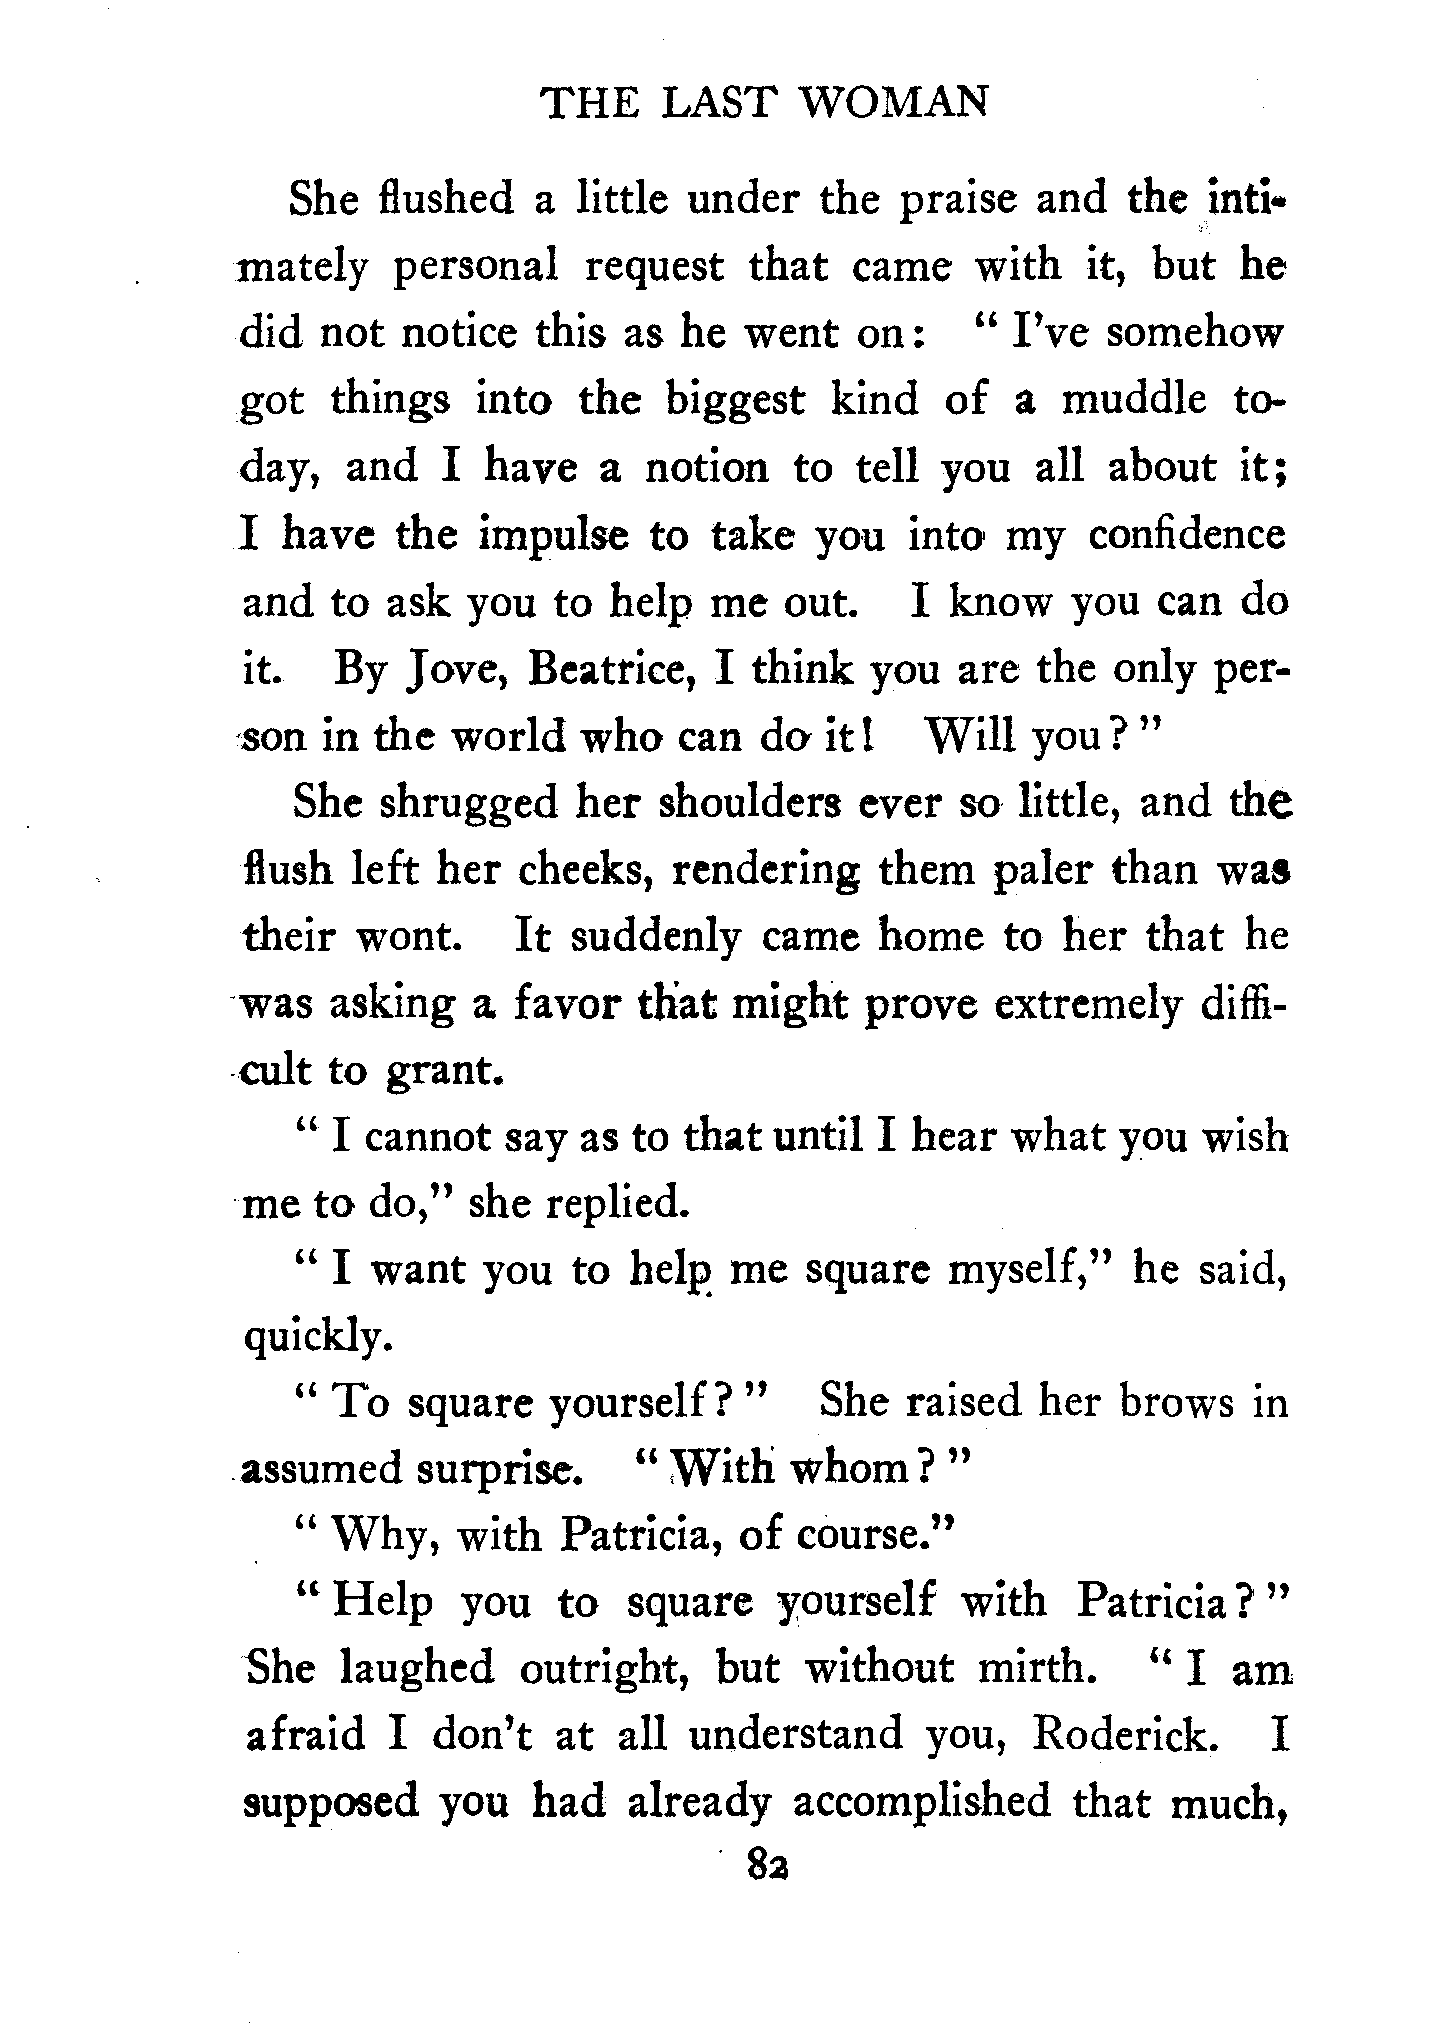 THE LAST WOMAN
She flushed a little under the praise and the inti-
mately personal request that came with it, but he
did not notice this as he went on: " I've somehow
got things into the biggest kind of a muddle to-
day, and I have a notion to tell you all about it;
I have the impulse to take you into my confidence
and to ask you to help me out. I know you can do
it. By Jove, Beatrice, I think you are the only per-
son in the world who can do it! Will you? "
She shrugged her shoulders ever so little, and the
flush left her cheeks, rendering them paler than was
their wont. It suddenly came home to her that he
was asking a favor that might prove extremely diffi-
cult to grant.
" I cannot say as to that until I hear what you wish
me to do," she replied.
" I want you to help me square myself," he said,
quickly.
" To square yourself? " She raised her brows in
assumed surprise. " With whom? "
" Why, with Patricia, of course."
" Help you to square yourself with Patricia? "
She laughed outright, but without mirth. " I am
afraid I don't at all understand you, Roderick. I
supposed you had already accomplished that much,
82